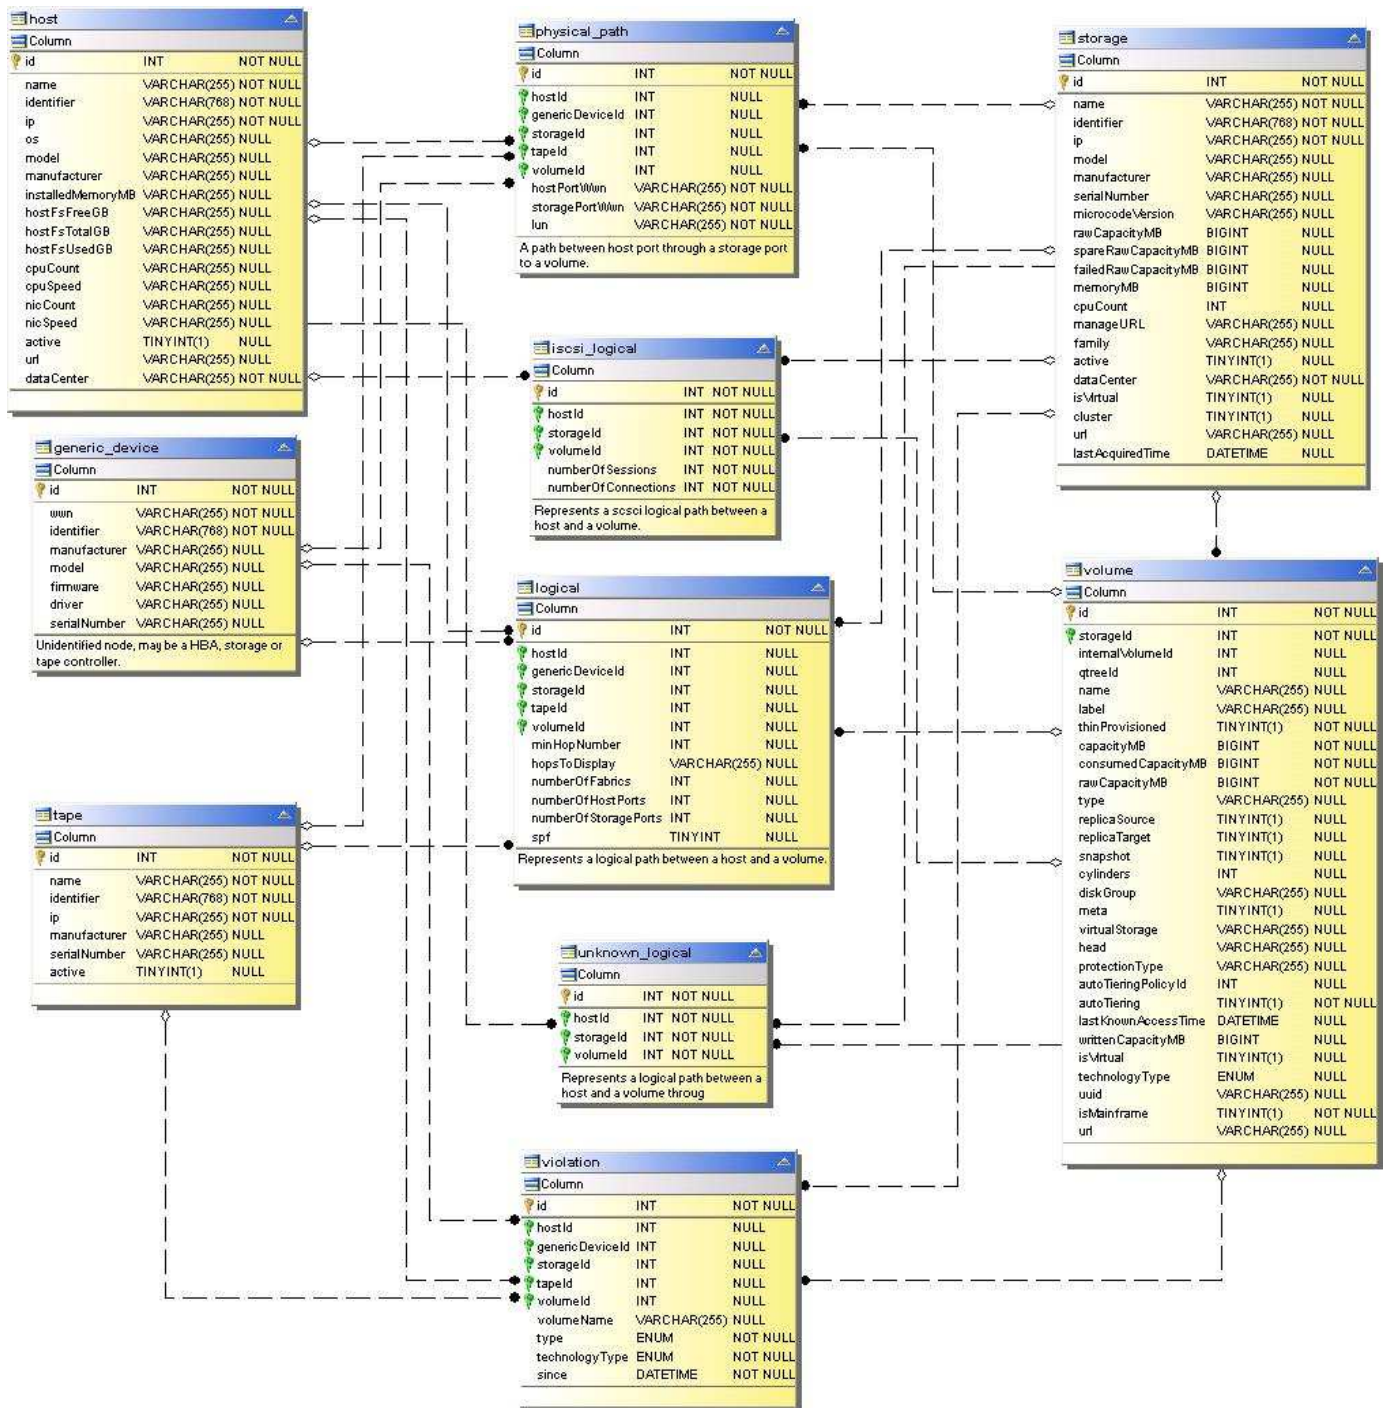 host
Column
id INT NOT NULL
name VARCHAR(255) NOT NULL
identifier VARCHAR(768) NOT NULL
ip VARCHAR(255) NOT NULL
os VARCHAR(255) NULL
model VARCHAR(255) NULL
manufacturer VARCHAR(255) NULL
installedMemoryMB VARCHAR(255) NULL
hostFsFreeGB VARCHAR(255) NULL
hostFsTotalGB VARCHAR(255) NULL
hostFsUsedGB VARCHAR(255) NULL
cpuCount VARCHAR(255) NULL
cpuSpeed VARCHAR(255) NULL
nicCount VARCHAR(255) NULL
nicSpeed VARCHAR(255) NULL
active TINYINT(1) NULL
url VARCHAR(255) NULL
dataCenter VARCHAR(255) NOT NULL
physical_path
Column
id INT NOT NULL
hostId INT NULL
genericDeviceId INT NULL
storageId INT NULL
tapeId INT NULL
volumeId INT NULL
hostPortWwn VARCHAR(255) NOT NULL
storagePortWwn VARCHAR(255) NOT NULL
lun VARCHAR(255) NOT NULL
A path between host port through a storage port
to a volume.
storage
Column
id INT NOT NULL
name VARCHAR(255) NOT NULL
identifier VARCHAR(768) NOT NULL
ip VARCHAR(255) NOT NULL
model VARCHAR(255) NULL
manufacturer VARCHAR(255) NULL
serialNumber VARCHAR(255) NULL
microcodeVersion VARCHAR(255) NULL
rawCapacityMB BIGINT NULL
spareRawCapacityMB BIGINT NULL
failedRawCapacityMB BIGINT NULL
memoryMB BIGINT NULL
cpuCount INT NULL
manageURL VARCHAR(255) NULL
family VARCHAR(255) NULL
active TINYINT(1) NULL
dataCenter VARCHAR(255) NOT NULL
isVirtual TINYINT(1) NULL
cluster TINYINT(1) NULL
url VARCHAR(255) NULL
lastAcquiredTime DATETIME NULL
iscsi_logical
Column
id INT NOT NULL
hostId INT NOT NULL
storageId INT NOT NULL
volumeId INT NOT NULL
numberOfSessions INT NOT NULL
numberOfConnections INT NOT NULL
Represents a scsci logical path between a
host and a volume.
generic_device
Column
id INT NOT NULL
wwn VARCHAR(255) NOT NULL
identifier VARCHAR(768) NOT NULL
manufacturer VARCHAR(255) NULL
model VARCHAR(255) NULL
firmware VARCHAR(255) NULL
driver VARCHAR(255) NULL
serialNumber VARCHAR(255) NULL
Unidentified node, may be a HBA, storage or
tape controller.
logical
Column
id INT NOT NULL
hostId INT NULL
genericDeviceId INT NULL
storageId INT NULL
tapeId INT NULL
volumeId INT NULL
minHopNumber INT NULL
hopsToDisplay VARCHAR(255) NULL
numberOfFabrics INT NULL
numberOfHostPorts INT NULL
numberOfStoragePorts INT NULL
spf TINYINT NULL
Represents a logical path between a host and a volume.
volume
Column
id INT NOT NULL
storageId INT NOT NULL
internalVolumeId INT NULL
qtreeId INT NULL
name VARCHAR(255) NULL
label VARCHAR(255) NULL
thinProvisioned TINYINT(1) NOT NULL
capacityMB BIGINT NOT NULL
consumedCapacityMB BIGINT NOT NULL
rawCapacityMB BIGINT NOT NULL
type VARCHAR(255) NULL
replicaSource TINYINT(1) NULL
replicaTarget TINYINT(1) NULL
snapshot TINYINT(1) NULL
cylinders INT NULL
diskGroup VARCHAR(255) NULL
meta TINYINT(1) NULL
virtualStorage VARCHAR(255) NULL
head VARCHAR(255) NULL
protectionType VARCHAR(255) NULL
autoTieringPolicyId INT NULL
autoTiering TINYINT(1) NOT NULL
lastKnownAccessTime DATETIME NULL
writtenCapacityMB BIGINT NULL
isVirtual TINYINT(1) NULL
technologyType ENUM NULL
uuid VARCHAR(255) NULL
isMainframe TINYINT(1) NOT NULL
url VARCHAR(255) NULL
tape
Column
id INT NOT NULL
name VARCHAR(255) NOT NULL
identifier VARCHAR(768) NOT NULL
ip VARCHAR(255) NOT NULL
manufacturer VARCHAR(255) NULL
serialNumber VARCHAR(255) NULL
active TINYINT(1) NULL
unknown_logical
Column
id INT NOT NULL
hostId INT NOT NULL
storageId INT NOT NULL
volumeId INT NOT NULL
Represents a logical path between a
host and a volume throug
violation
Column
id INT NOT NULL
hostId INT NULL
genericDeviceId INT NULL
storageId INT NULL
tapeId INT NULL
volumeId INT NULL
volumeName VARCHAR(255) NULL
type ENUM NOT NULL
technologyType ENUM NOT NULL
since DATETIME NOT NULL